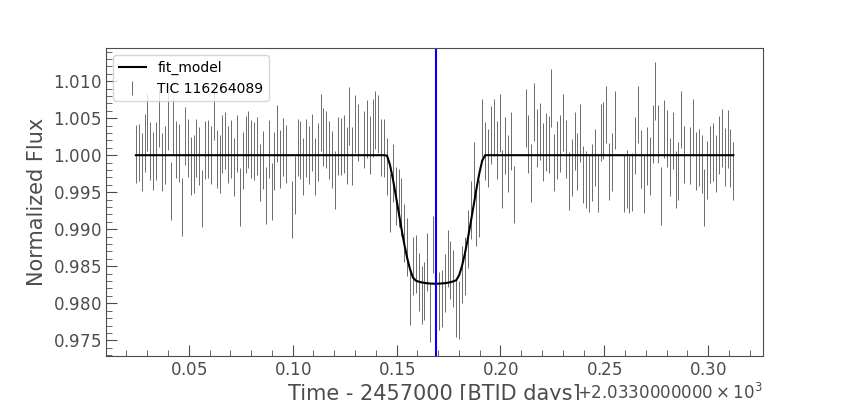 fit_model
TIC 116264089
1.010
1.005
1.000
0.995
0.990
0.985
0.980
0.975
Normalized Flux
0.05 0.10 0.15 0.20 0.25 0.30
Time - 2457000 [BTJD days]
+2.0330000000 × 10³